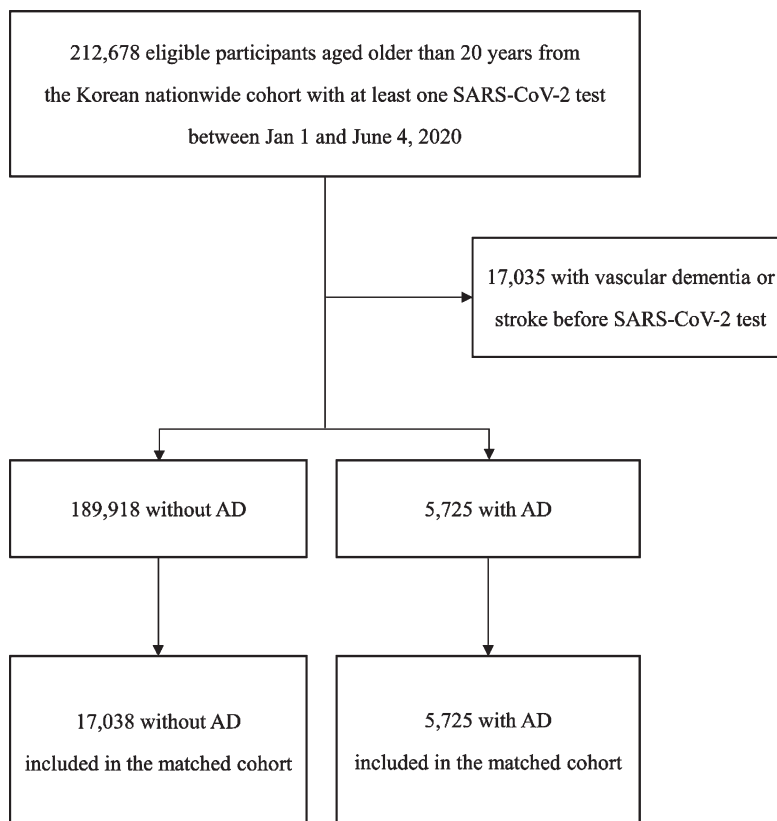 212,678 eligible participants aged older than 20 years from
the Korean nationwide cohort with at least one SARS-CoV-2 test
between Jan 1 and June 4, 2020
17,035 with vascular dementia or
stroke before SARS-CoV-2 test
189,918 without AD
5,725 with AD
17,038 without AD
included in the matched cohort
5,725 with AD
included in the matched cohort